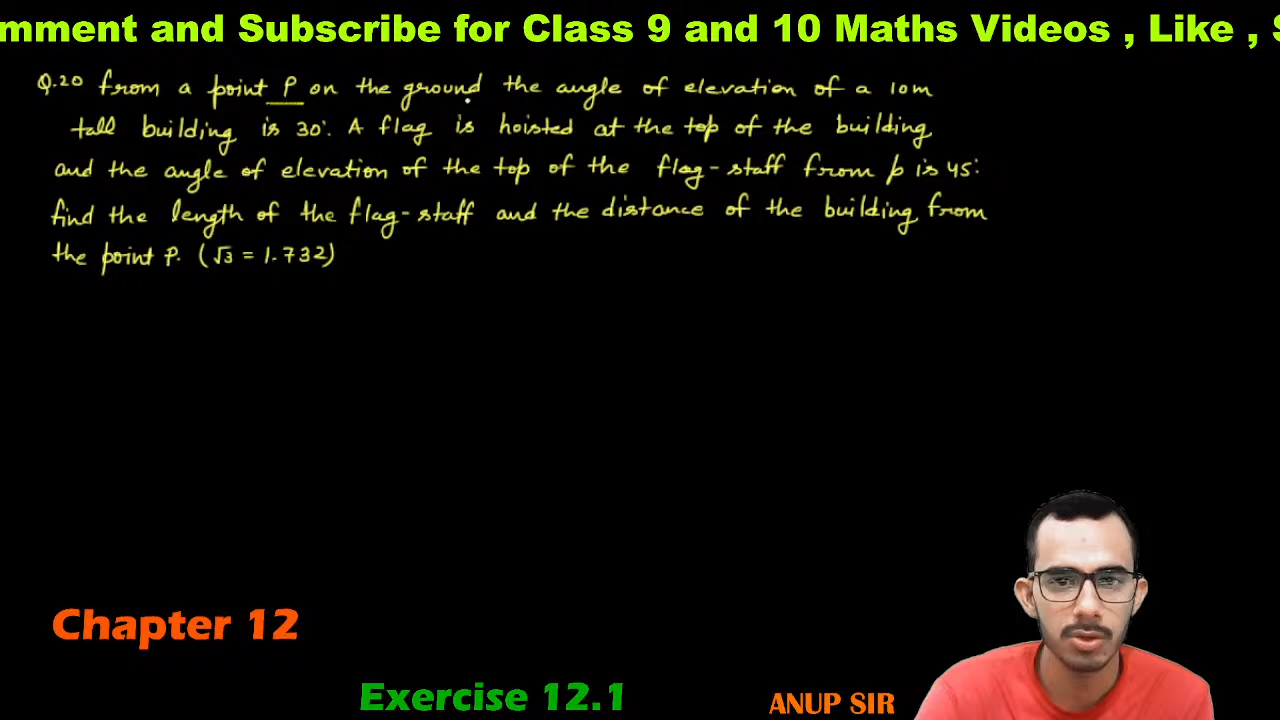 mment and Subscribe for Class 9 and 10 Maths Videos , Like , S
Q.20 from a point P on the ground the angle of elevation of a 10m
tall building is 30°. A flag is hoisted at the top of the building
and the angle of elevation of the top of the flag-staff from p is 45°.
find the length of the flag-staff and the distance of the building from
the point P. (√3 = 1.732)
Chapter 12
Exercise 12.1
ANUP SIR